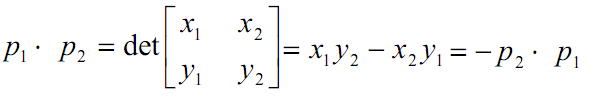 p₁ · p₂ = det [ x₁ x₂ ; y₁ y₂ ] = x₁y₂ − x₂y₁ = −p₂ · p₁